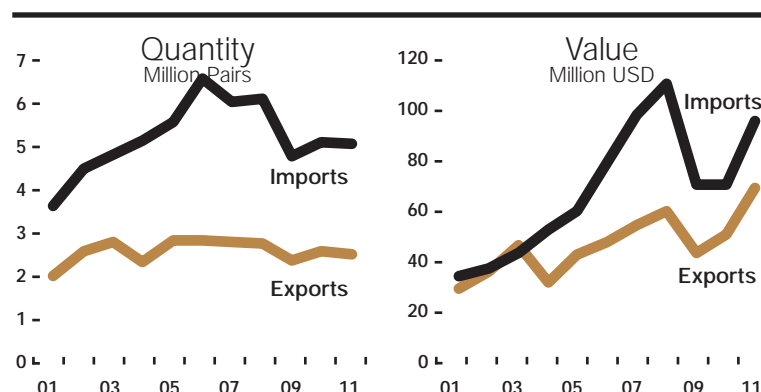 Quantity
Million Pairs
7
6
5
4
3
2
1
0
Imports
Exports
01 03 05 07 09 11
Value
Million USD
120
100
80
60
40
20
0
Imports
Exports
01 03 05 07 09 11